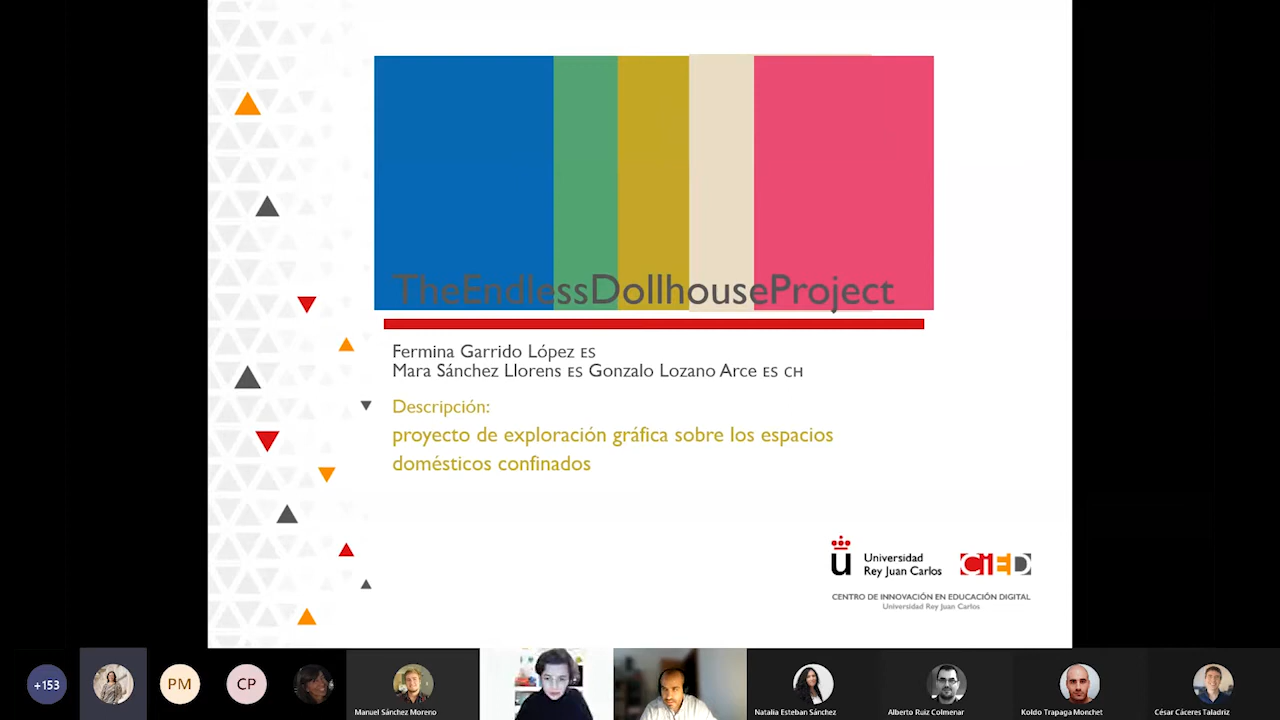 TheEndlessDollhouseProject
Fermina Garrido López ES
Mara Sánchez Llorens ES Gonzalo Lozano Arce ES CH
Descripción:
proyecto de exploración gráfica sobre los espacios
domésticos confinados
ü Universidad
Rey Juan Carlos
CiED
CENTRO DE INNOVACIÓN EN EDUCACIÓN DIGITAL
Universidad Rey Juan Carlos
+153
PM
CP
Manuel Sánchez Moreno
Natalia Esteban Sánchez
Alberto Ruiz Colmenar
Koldo Trapaga Monchet
César Cáceres Taladriz